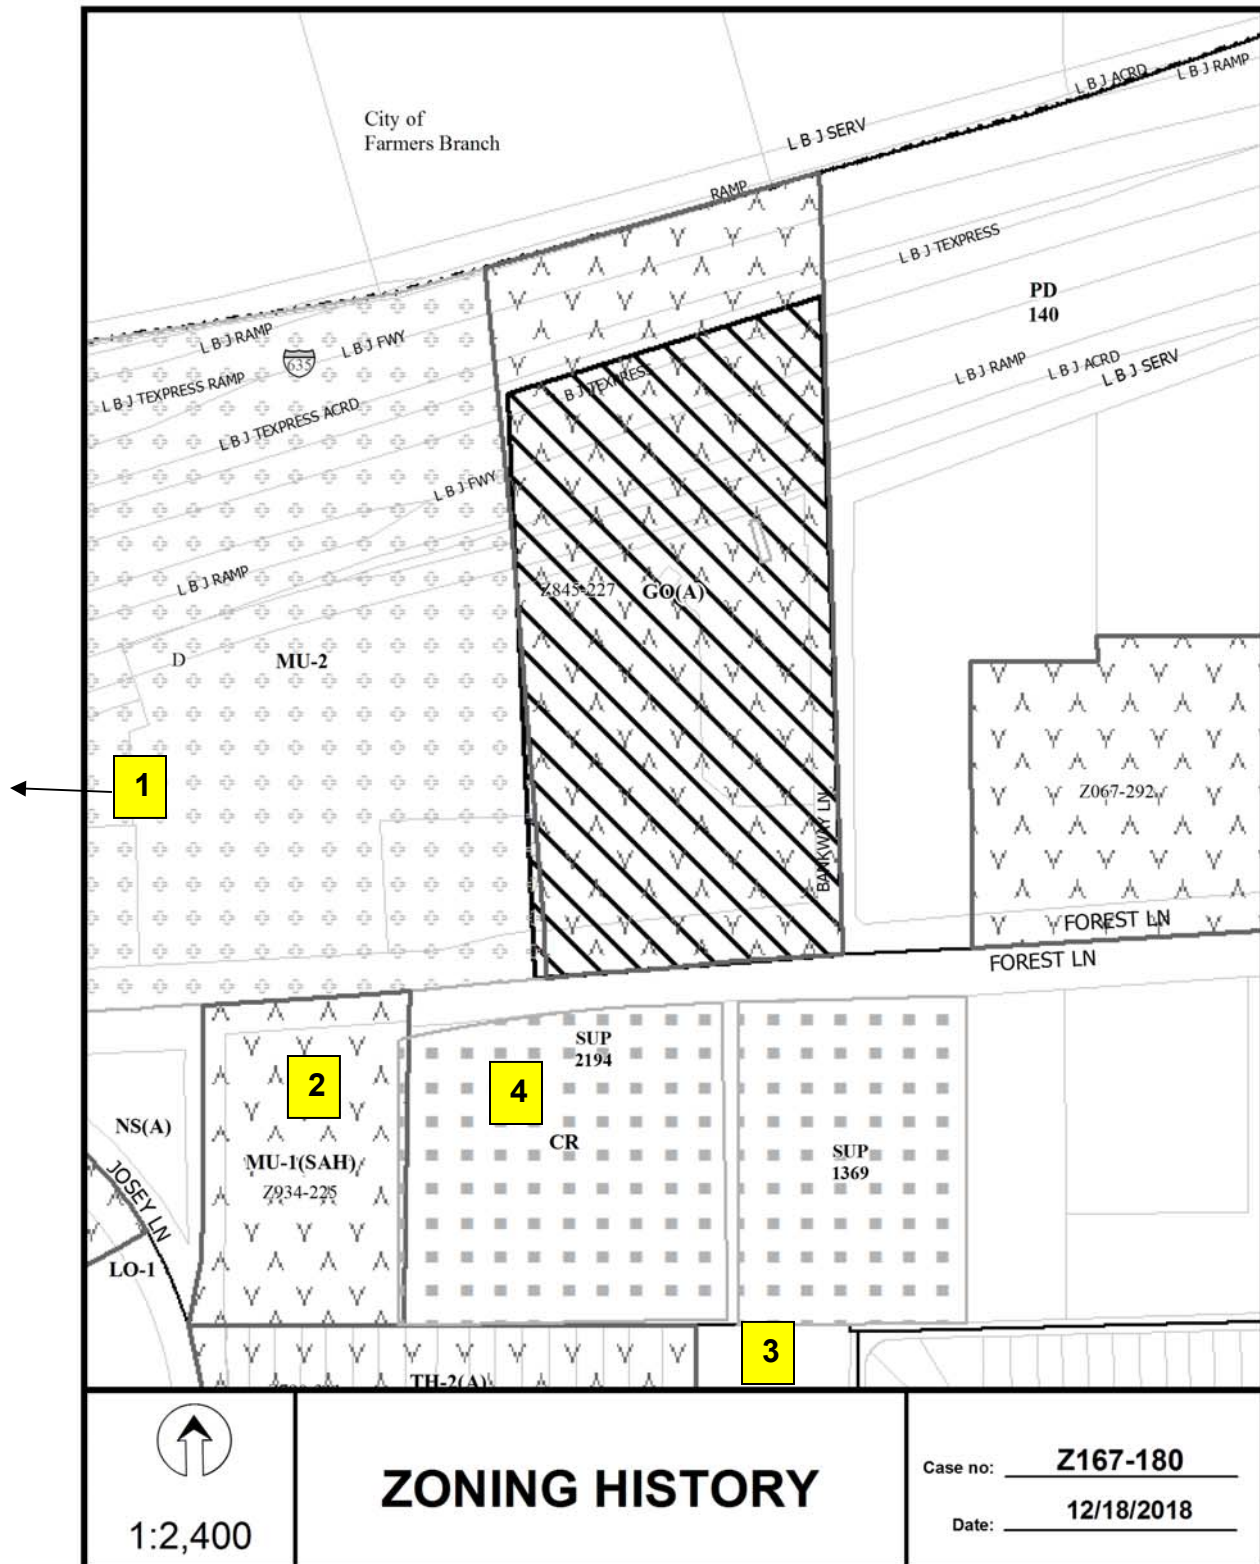 City of
Farmers Branch
L B J ACRD
L B J RAMP
L B J SERV
RAMP
L B J TEXPRESS
PD
140
L B J RAMP
635
L B J FWY
L B J RAMP
L B J ACRD
L B J SERV
L B J TEXPRESS RAMP
B J TEXPRESS
L B J TEXPRESS ACRD
L B J FWY
L B J RAMP
Z845-227
GO(A)
D
MU-2
1
Z067-292
BANKWAY LN
FOREST LN
FOREST LN
SUP
2194
2
4
NS(A)
CR
MU-1(SAH)
SUP
1369
Z934-225
JOSEY LN
LO-1
3
TH-2(A)
1:2,400
ZONING HISTORY
Case no: Z167-180
Date: 12/18/2018